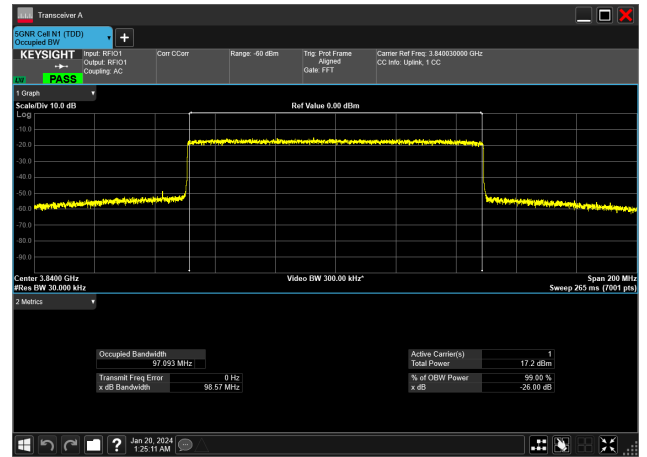 Transceiver A
5GNR Cell N1 (TDD)
Occupied BW
KEYSIGHT
LXI
PASS
Input: RFIO1
Output: RFIO1
Coupling: AC
Corr CCorr
Range: -60 dBm
Trig: Prot Frame
Aligned
Gate: FFT
Carrier Ref Freq: 3.840030000 GHz
CC Info: Uplink, 1 CC
1 Graph
Scale/Div 10.0 dB
Ref Value 0.00 dBm
Log
-10.0
-20.0
-30.0
-40.0
-50.0
-60.0
-70.0
-80.0
-90.0
Center 3.8400 GHz
Video BW 300.00 kHz*
Span 200 MHz
#Res BW 30.000 kHz
Sweep 265 ms (7001 pts)
2 Metrics
Occupied Bandwidth
97.093 MHz
Active Carrier(s) 1
Total Power 17.2 dBm
Transmit Freq Error 0 Hz
x dB Bandwidth 98.57 MHz
% of OBW Power 99.00 %
x dB -26.00 dB
Jan 20, 2024
1:25:11 AM